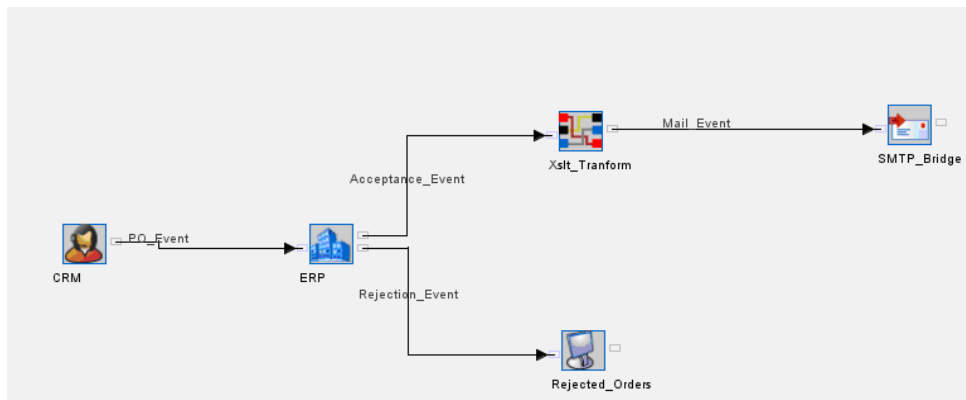 Mail_Event
SMTP_Bridge
Xslt_Tranform
Acceptance_Event
PO_Event
CRM
ERP
Rejection_Event
Rejected_Orders